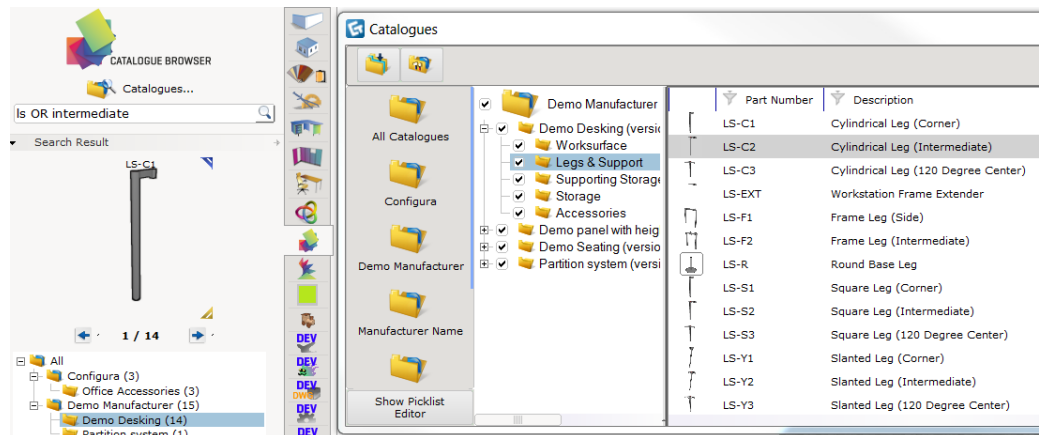 CATALOGUE BROWSER
Catalogues...
ls OR intermediate
Search Result
LS-C1
1 / 14
All
Configura (3)
Office Accessories (3)
Demo Manufacturer (15)
Demo Desking (14)
Partition system (1)
DEV
DEV
DEV
DW
DEV
DEV
Catalogues
All Catalogues
Configura
Demo Manufacturer
Manufacturer Name
Show Picklist
Editor
Demo Manufacturer
Demo Desking (versic
Worksurface
Legs & Support
Supporting Storage
Storage
Accessories
Demo panel with heig
Demo Seating (versio
Partition system (versi
Part Number Description
LS-C1 Cylindrical Leg (Corner)
LS-C2 Cylindrical Leg (Intermediate)
LS-C3 Cylindrical Leg (120 Degree Center)
LS-EXT Workstation Frame Extender
LS-F1 Frame Leg (Side)
LS-F2 Frame Leg (Intermediate)
LS-R Round Base Leg
LS-S1 Square Leg (Corner)
LS-S2 Square Leg (Intermediate)
LS-S3 Square Leg (120 Degree Center)
LS-Y1 Slanted Leg (Corner)
LS-Y2 Slanted Leg (Intermediate)
LS-Y3 Slanted Leg (120 Degree Center)